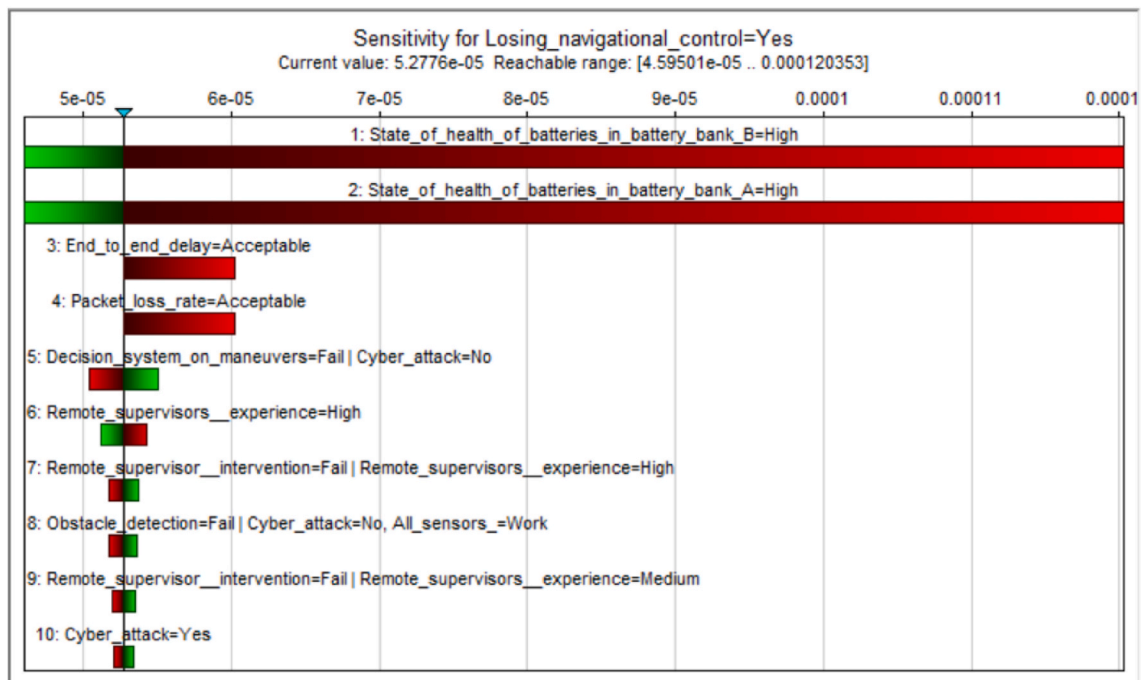 Sensitivity for Losing_navigational_control=Yes
Current value: 5.2776e-05 Reachable range: [4.59501e-05 .. 0.000120353]
5e-05 6e-05 7e-05 8e-05 9e-05 0.0001 0.00011 0.0001
1: State_of_health_of_batteries_in_battery_bank_B=High
2: State_of_health_of_batteries_in_battery_bank_A=High
3: End_to_end_delay=Acceptable
4: Packet_loss_rate=Acceptable
5: Decision_system_on_maneuvers=Fail | Cyber_attack=No
6: Remote_supervisors__experience=High
7: Remote_supervisor__intervention=Fail | Remote_supervisors__experience=High
8: Obstacle_detection=Fail | Cyber_attack=No, All_sensors_=Work
9: Remote_supervisor__intervention=Fail | Remote_supervisors__experience=Medium
10: Cyber_attack=Yes